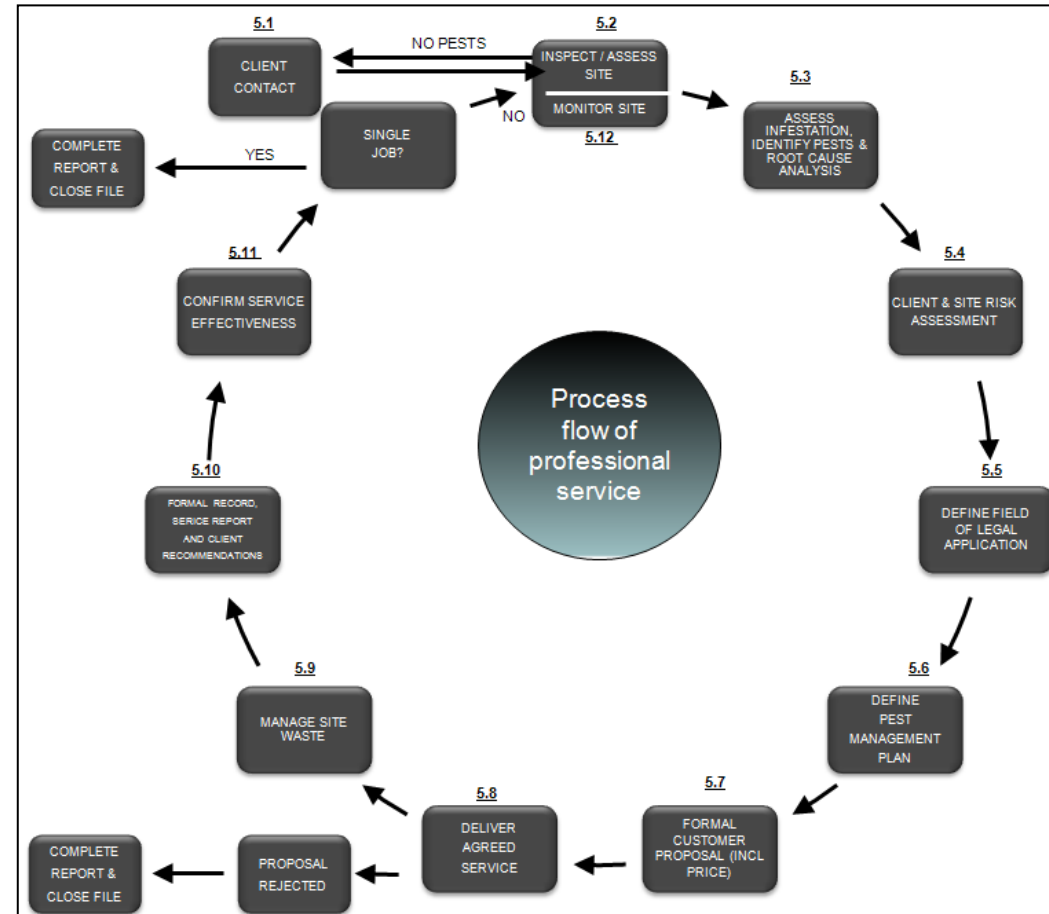 5.1
CLIENT
CONTACT
NO PESTS
5.2
INSPECT / ASSESS
SITE
MONITOR SITE
5.12
5.3
ASSESS
INFESTATION,
IDENTIFY PESTS &
ROOT CAUSE
ANALYSIS
5.4
CLIENT & SITE RISK
ASSESSMENT
5.5
DEFINE FIELD
OF LEGAL
APPLICATION
5.6
DEFINE
PEST
MANAGEMENT
PLAN
5.7
FORMAL
CUSTOMER
PROPOSAL (INCL
PRICE)
5.8
DELIVER
AGREED
SERVICE
PROPOSAL
REJECTED
COMPLETE
REPORT &
CLOSE FILE
5.9
MANAGE SITE
WASTE
5.10
FORMAL RECORD,
SERICE REPORT
AND CLIENT
RECOMMENDATIONS
5.11
CONFIRM SERVICE
EFFECTIVENESS
SINGLE
JOB?
NO
YES
COMPLETE
REPORT &
CLOSE FILE
Process
flow of
professional
service